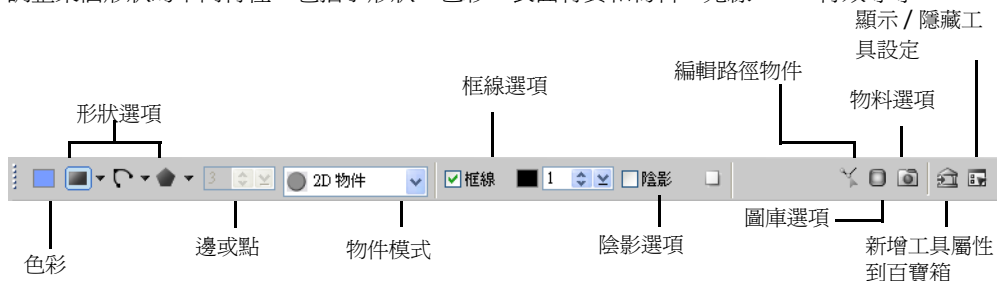 顯示 / 隱藏工
具設定
編輯路徑物件
框線選項
物料選項
形狀選項
3
2D 物件
框線
1
陰影
圖庫選項
邊或點
物件模式
陰影選項
新增工具屬性
到百寶箱
色彩